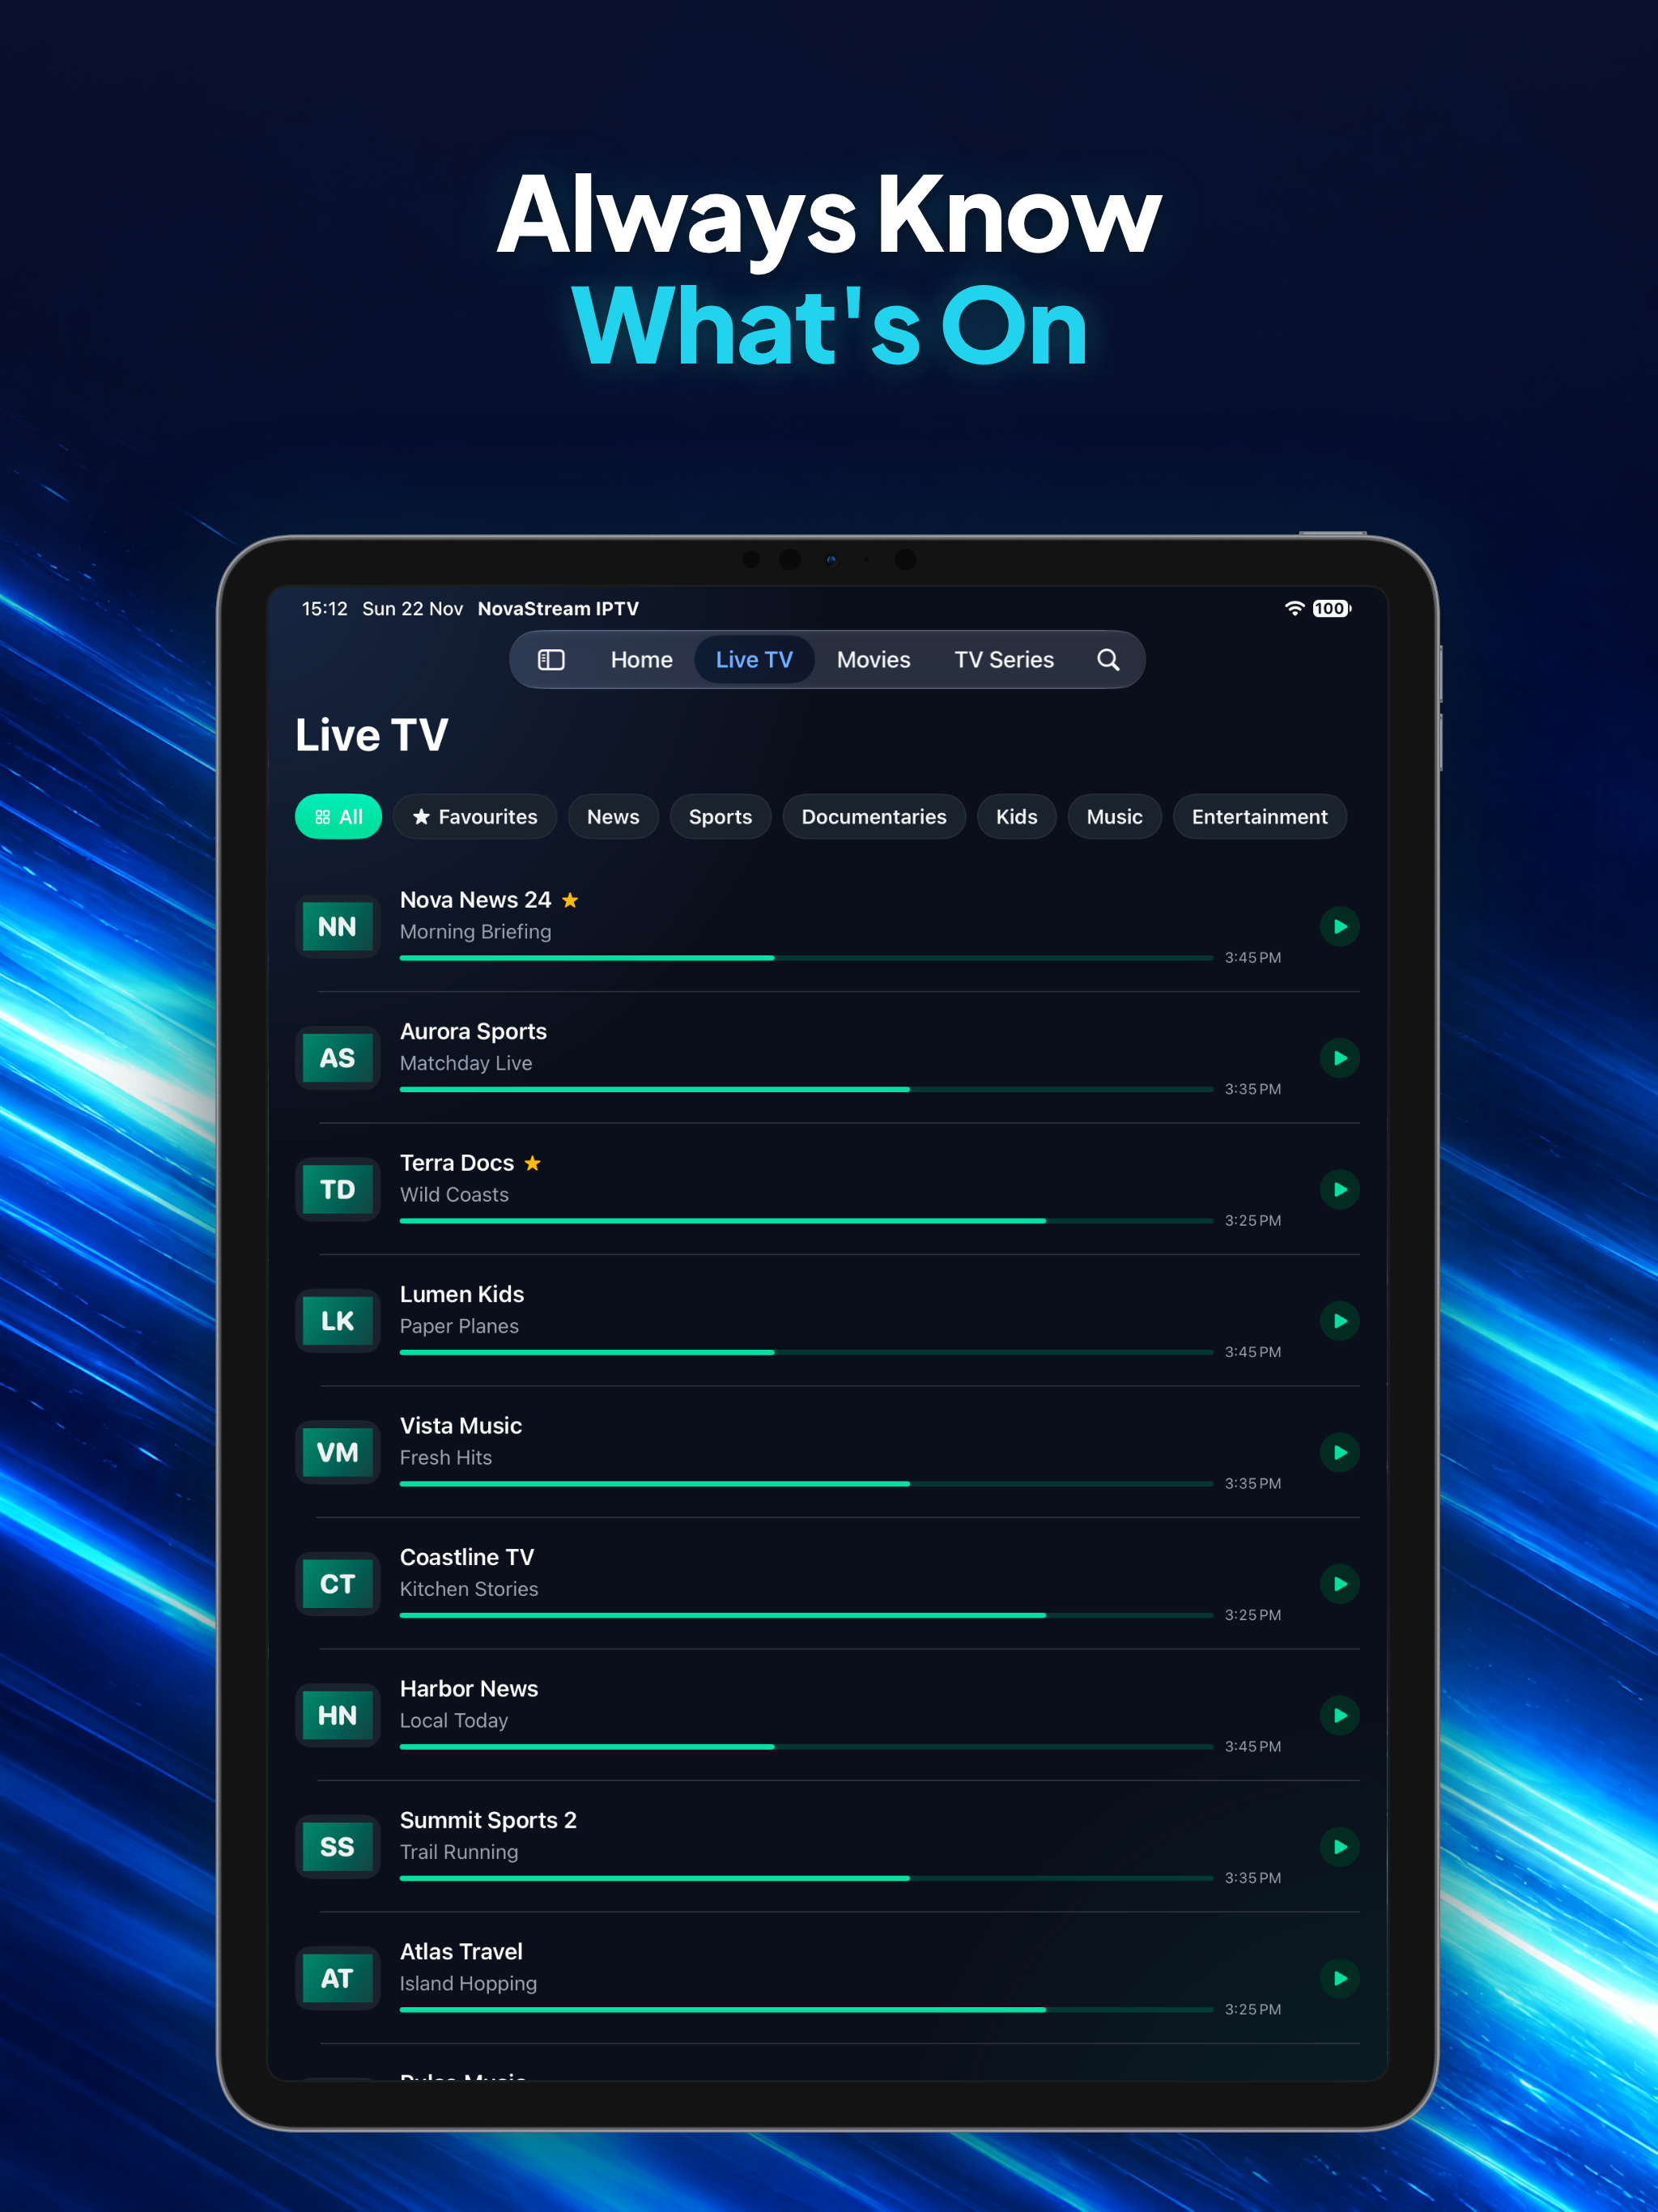 Always Know
What's On
15:12 Sun 22 Nov NovaStream IPTV 100
Home Live TV Movies TV Series
Live TV
All Favourites News Sports Documentaries Kids Music Entertainment
NN
Nova News 24
Morning Briefing
3:45 PM
AS
Aurora Sports
Matchday Live
3:35 PM
TD
Terra Docs
Wild Coasts
3:25 PM
LK
Lumen Kids
Paper Planes
3:45 PM
VM
Vista Music
Fresh Hits
3:35 PM
CT
Coastline TV
Kitchen Stories
3:25 PM
HN
Harbor News
Local Today
3:45 PM
SS
Summit Sports 2
Trail Running
3:35 PM
AT
Atlas Travel
Island Hopping
3:25 PM